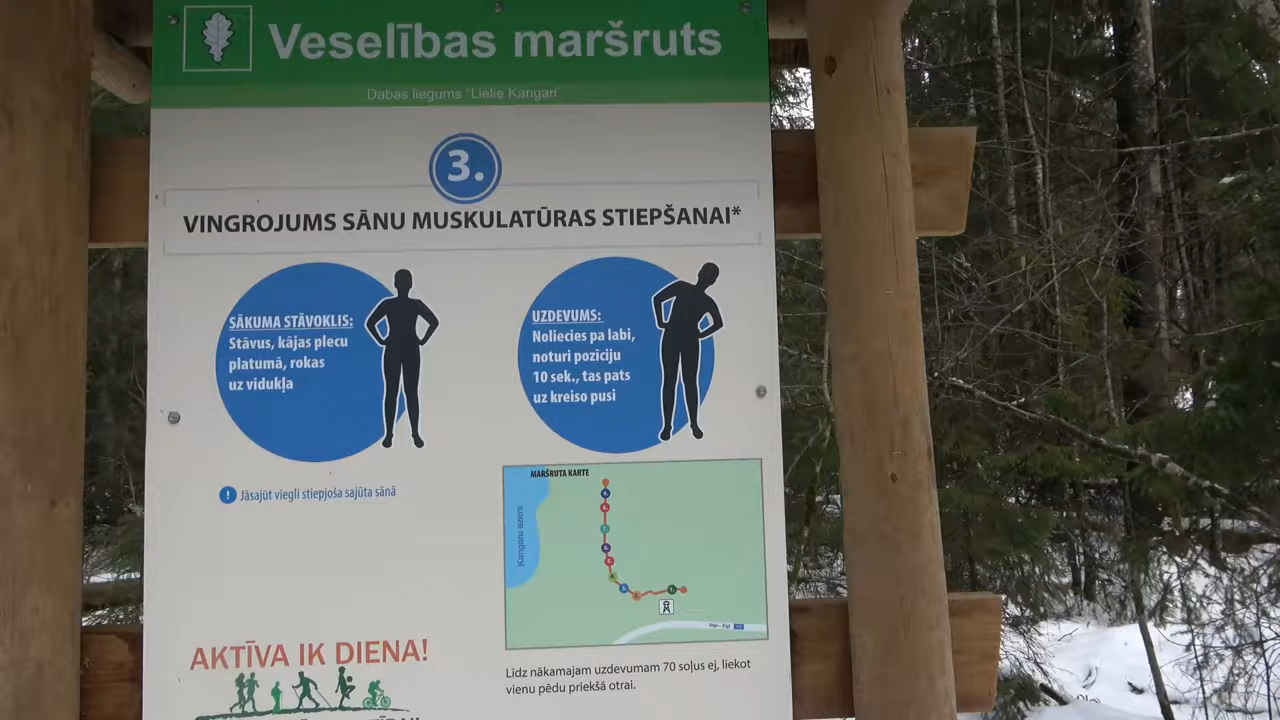 Veselības maršruts
Dabas liegums "Lielie Kangari"
3.
VINGROJUMS SĀNU MUSKULATŪRAS STIEPŠANAI*
SĀKUMA STĀVOKLIS:
Stāvus, kājas plecu
platumā, rokas
uz vidukļa
UZDEVUMS:
Noliecies pa labi,
noturi pozīciju
10 sek., tas pats
uz kreiso pusi
! Jāsajūt viegli stiepjoša sajūta sānā
MARŠRUTA KARTE
Kangaru ezers
Līdz nākamajam uzdevumam 70 soļus ej, liekot
vienu pēdu priekšā otrai.
AKTĪVA IK DIENA!